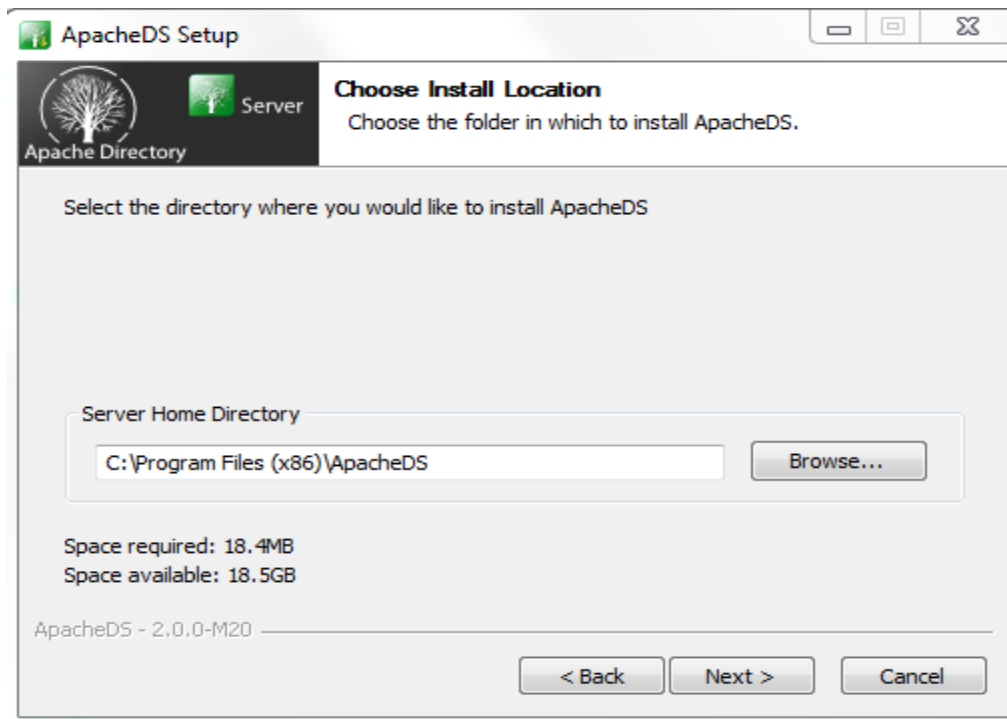 ApacheDS Setup
Apache Directory
Server
Choose Install Location
Choose the folder in which to install ApacheDS.
Select the directory where you would like to install ApacheDS
Server Home Directory
C:\Program Files (x86)\ApacheDS
Browse...
Space required: 18.4MB
Space available: 18.5GB
ApacheDS - 2.0.0-M20
< Back
Next >
Cancel